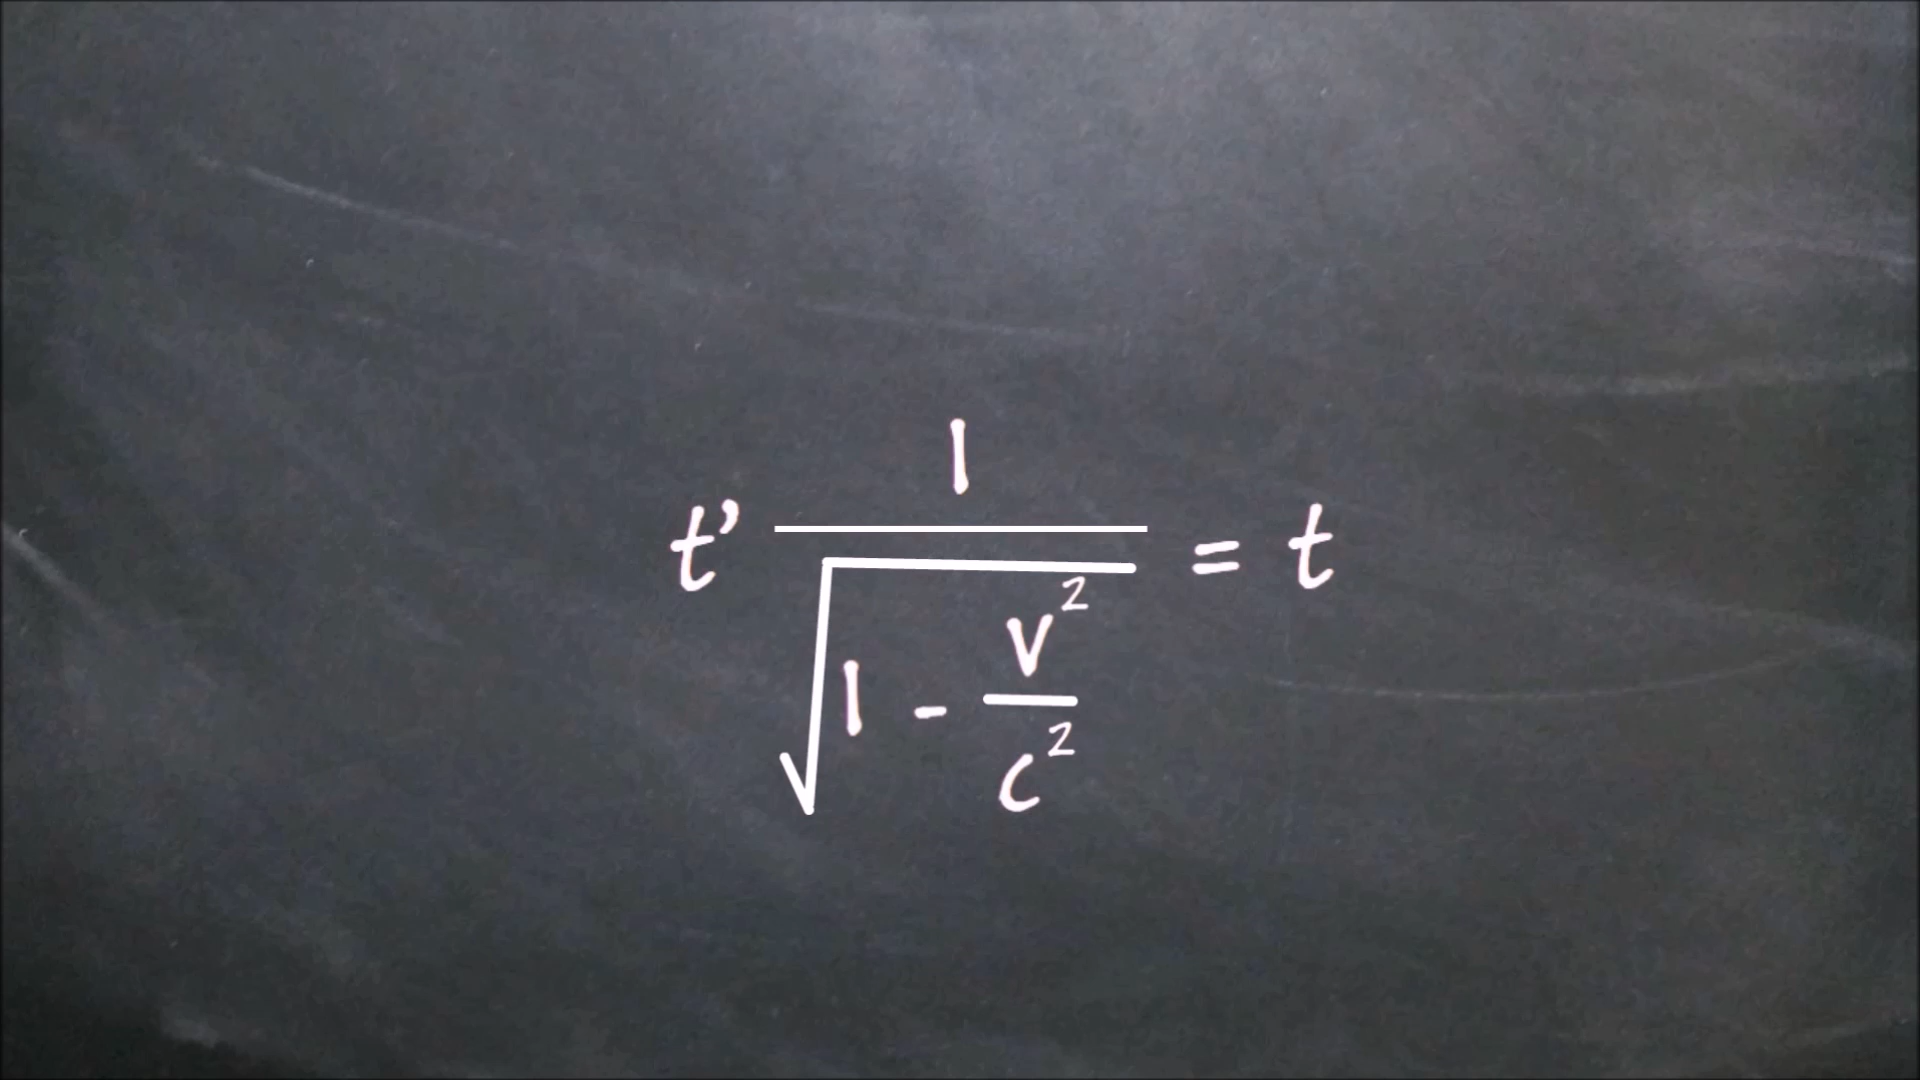 t’ 1/√(1 - v²/c²) = t